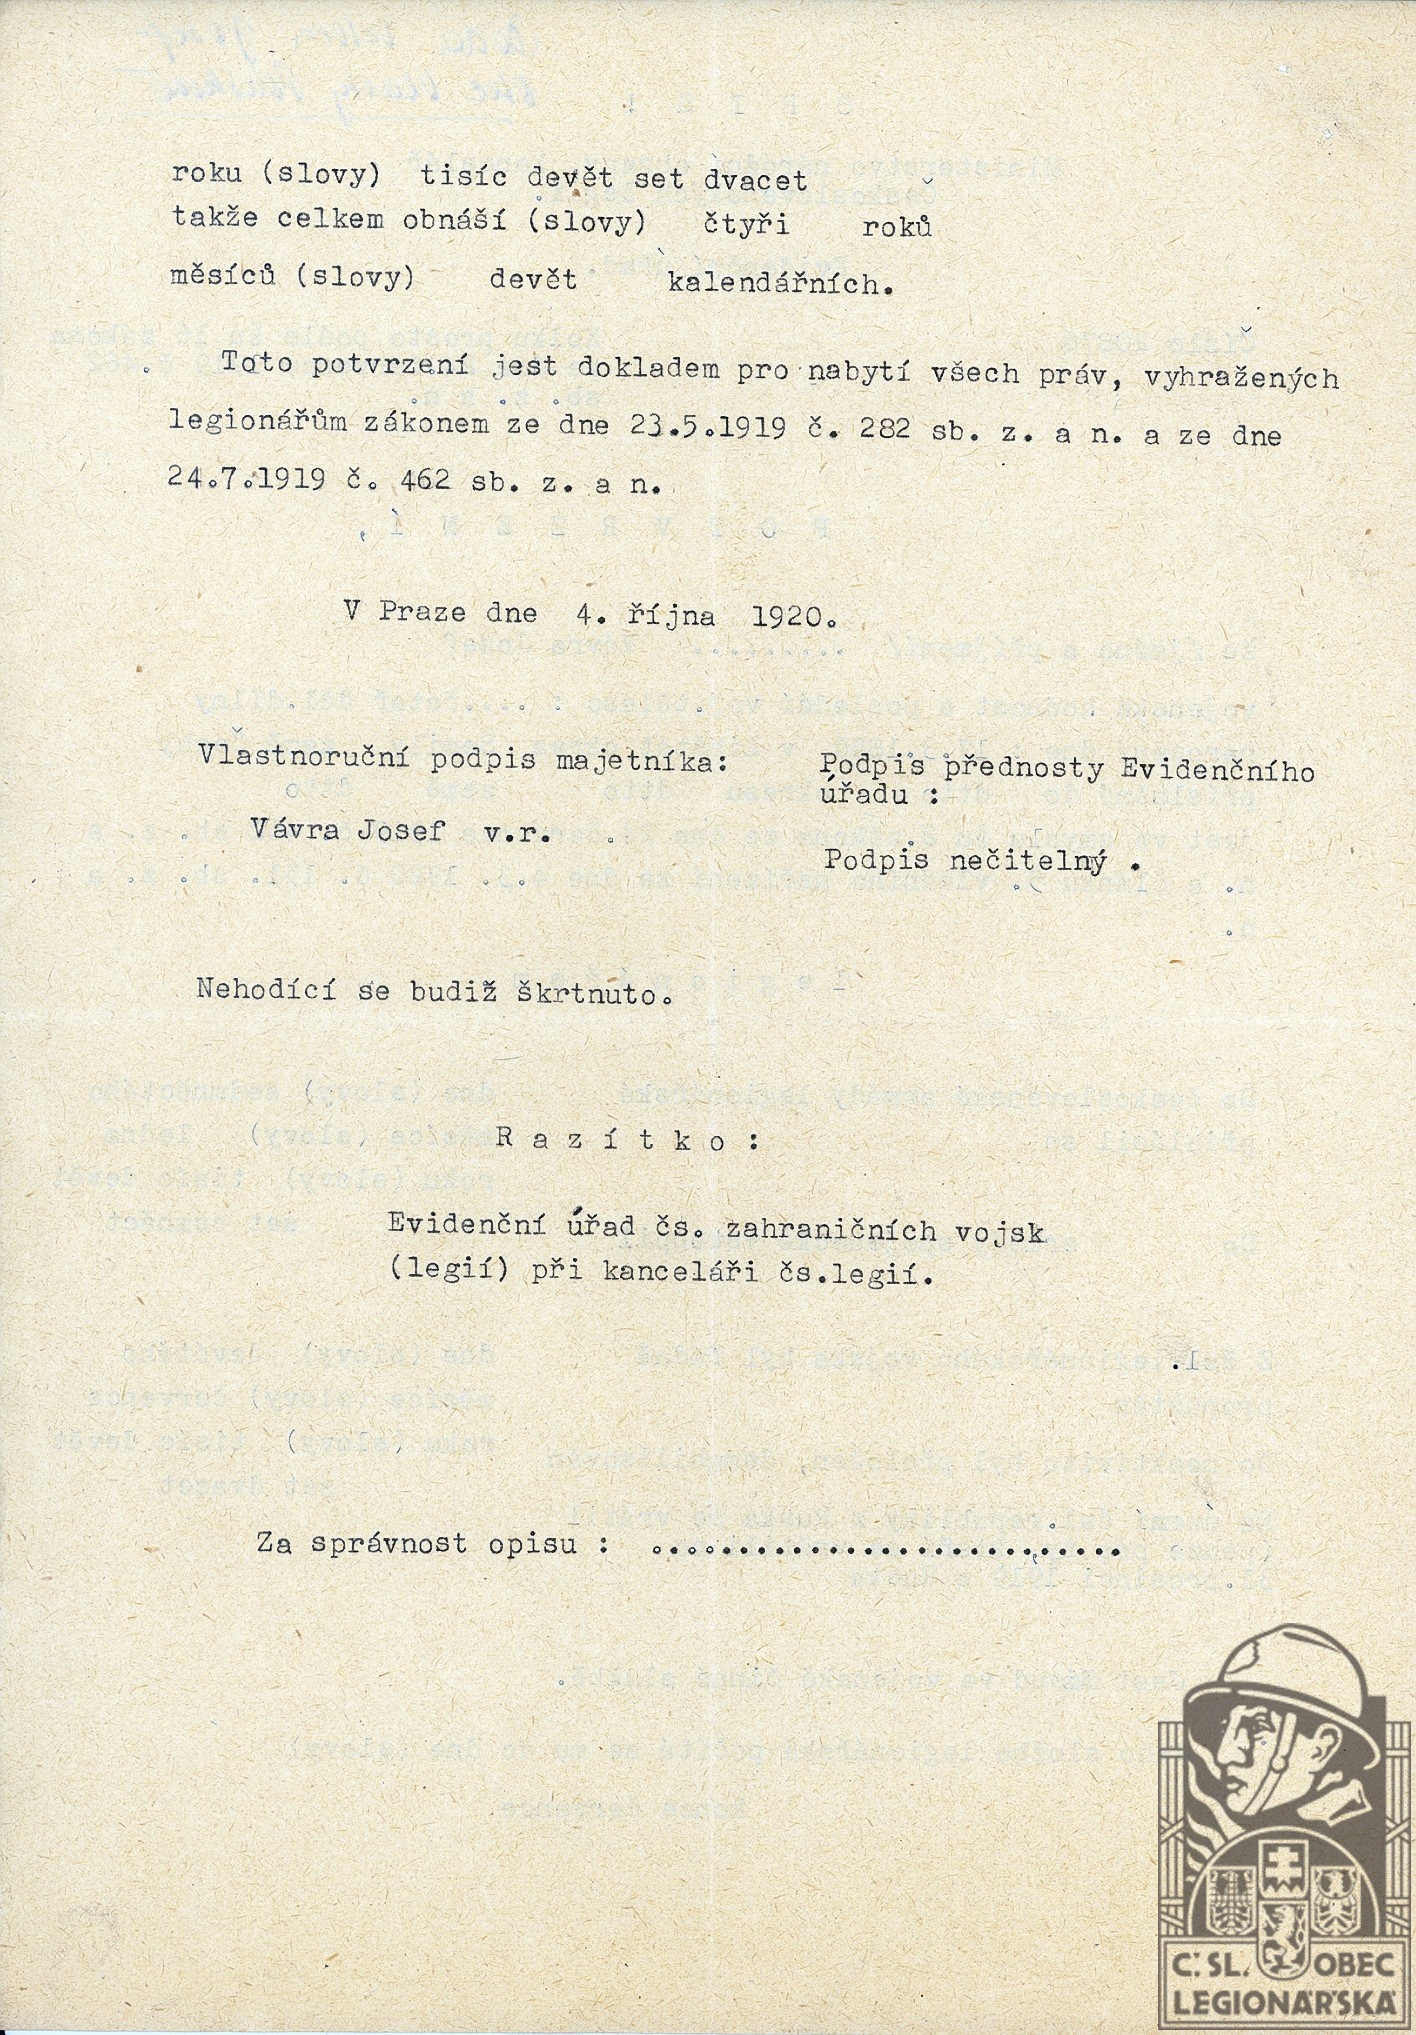 roku (slovy) tisíc devět set dvacet
takže celkem obnáší (slovy) čtyři roků
měsíců (slovy) devět kalendářních.
Toto potvrzení jest dokladem pro nabytí všech práv, vyhražených
legionářům zákonem ze dne 23.5.1919 č. 282 sb. z. a n. a ze dne
24.7.1919 č. 462 sb. z. a n.
V Praze dne 4. října 1920.
Vlastnoruční podpis majetníka:
Podpis přednosty Evidenčního
úřadu :
Vávra Josef v.r.
Podpis nečitelný .
Nehodící se budiž škrtnuto.
R a z í t k o :
Evidenční úřad čs. zahraničních vojsk
(legií) při kanceláři čs.legií.
Za správnost opisu : ................................
Č.SL. OBEC
LEGIONÁŘSKÁ